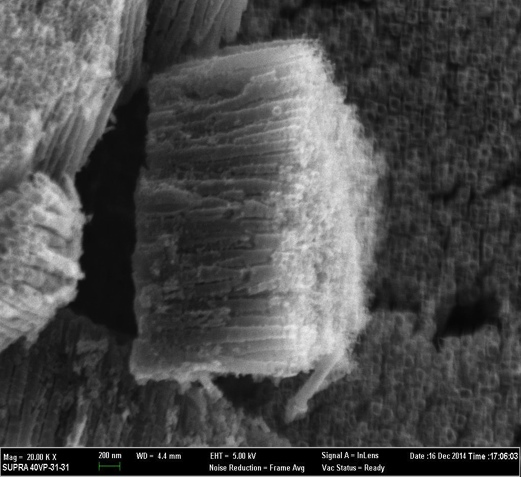 Mag = 20.00 K X 200 nm WD = 4.4 mm EHT = 5.00 kV Signal A = InLens Date :16 Dec 2014 Time :17:06:03
SUPRA 40VP-31-31 Noise Reduction = Frame Avg Vac Status = Ready